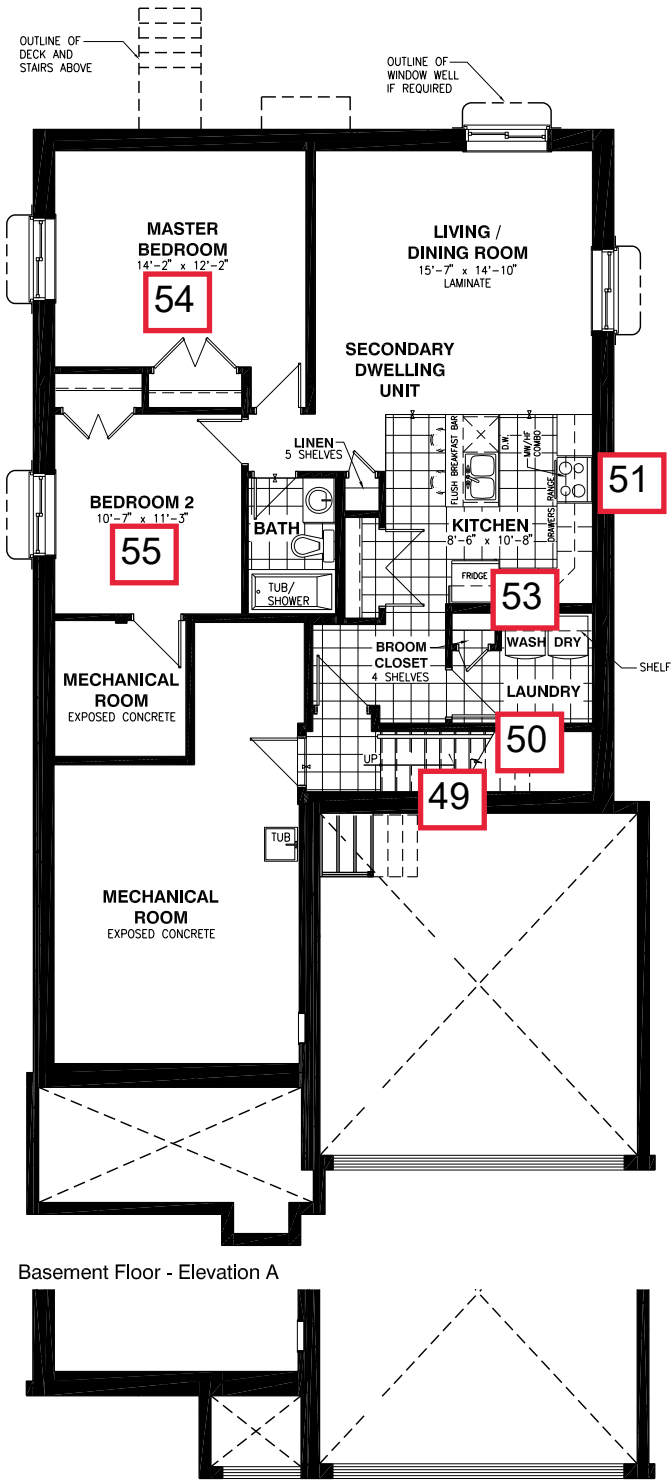 OUTLINE OF
DECK AND
STAIRS ABOVE
OUTLINE OF
WINDOW WELL
IF REQUIRED
MASTER
BEDROOM
14'-2" x 12'-2"
54
LIVING /
DINING ROOM
15'-7" x 14'-10"
LAMINATE
SECONDARY
DWELLING
UNIT
LINEN
5 SHELVES
FLUSH BREAKFAST BAR
D.W.
MW/HF
COMBO
RANGE
DRAWERS
51
BEDROOM 2
10'-7" x 11'-3"
55
BATH
TUB/
SHOWER
KITCHEN
8'-6" x 10'-8"
FRIDGE
53
BROOM
CLOSET
4 SHELVES
WASH
DRY
SHELF
LAUNDRY
MECHANICAL
ROOM
EXPOSED CONCRETE
50
UP
49
TUB
MECHANICAL
ROOM
EXPOSED CONCRETE
Basement Floor - Elevation A